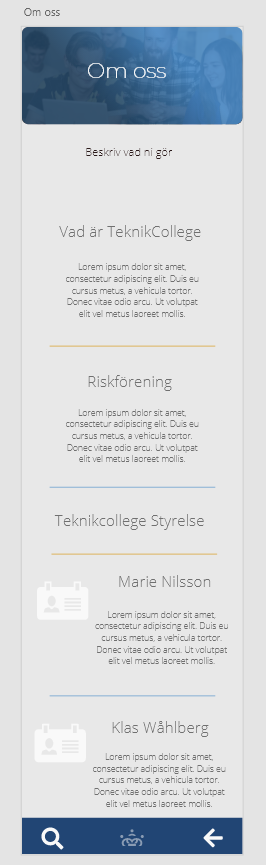 Om oss
Om oss
Beskriv vad ni gör
Vad är TeknikCollege
Lorem ipsum dolor sit amet,
consectetur adipiscing elit. Duis eu
cursus metus, a vehicula tortor.
Donec vitae odio arcu. Ut volutpat
elit vel metus laoreet mollis.
Riskförening
Lorem ipsum dolor sit amet,
consectetur adipiscing elit. Duis eu
cursus metus, a vehicula tortor.
Donec vitae odio arcu. Ut volutpat
elit vel metus laoreet mollis.
Teknikcollege Styrelse
Marie Nilsson
Lorem ipsum dolor sit amet,
consectetur adipiscing elit. Duis eu
cursus metus, a vehicula tortor.
Donec vitae odio arcu. Ut volutpat
elit vel metus laoreet mollis.
Klas Wåhlberg
Lorem ipsum dolor sit amet,
consectetur adipiscing elit. Duis eu
cursus metus, a vehicula tortor.
Donec vitae odio arcu. Ut volutpat
elit vel metus laoreet mollis.